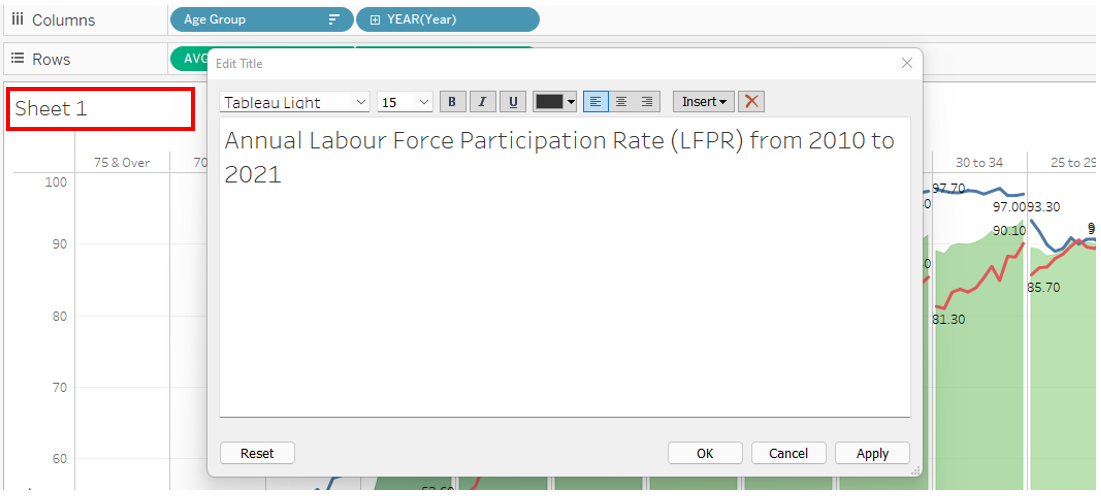 Columns
Age Group
YEAR(Year)
Rows
AVG
Edit Title
Sheet 1
Tableau Light
15
B
I
U
Insert
Annual Labour Force Participation Rate (LFPR) from 2010 to
2021
75 & Over
70
30 to 34
25 to 29
100
90
80
70
60
97.70
97.00
93.30
90.10
85.70
81.30
Reset
OK
Cancel
Apply